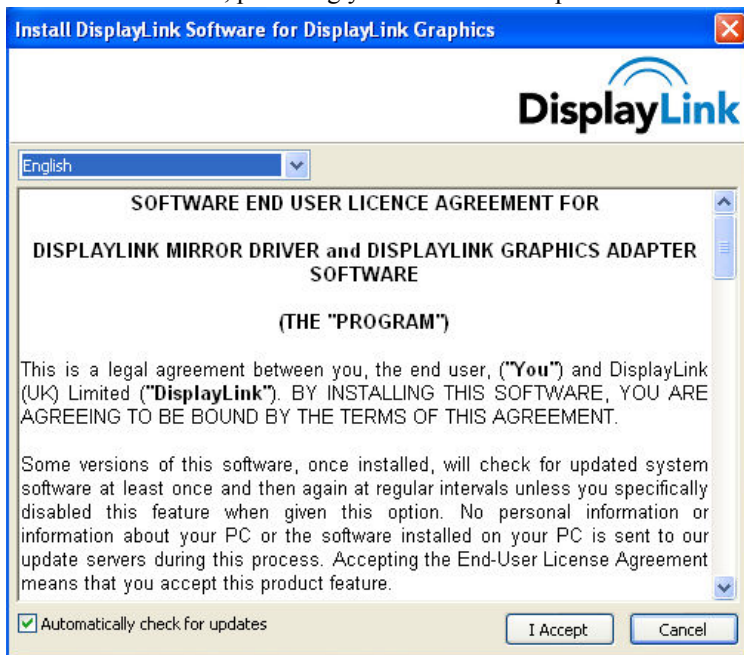 Install DisplayLink Software for DisplayLink Graphics
DisplayLink
English
SOFTWARE END USER LICENCE AGREEMENT FOR
DISPLAYLINK MIRROR DRIVER and DISPLAYLINK GRAPHICS ADAPTER
SOFTWARE
(THE "PROGRAM")
This is a legal agreement between you, the end user, ("You") and DisplayLink
(UK) Limited ("DisplayLink"). BY INSTALLING THIS SOFTWARE, YOU ARE
AGREEING TO BE BOUND BY THE TERMS OF THIS AGREEMENT.
Some versions of this software, once installed, will check for updated system
software at least once and then again at regular intervals unless you specifically
disabled this feature when given this option. No personal information or
information about your PC or the software installed on your PC is sent to our
update servers during this process. Accepting the End-User License Agreement
means that you accept this product feature.
Automatically check for updates
I Accept
Cancel